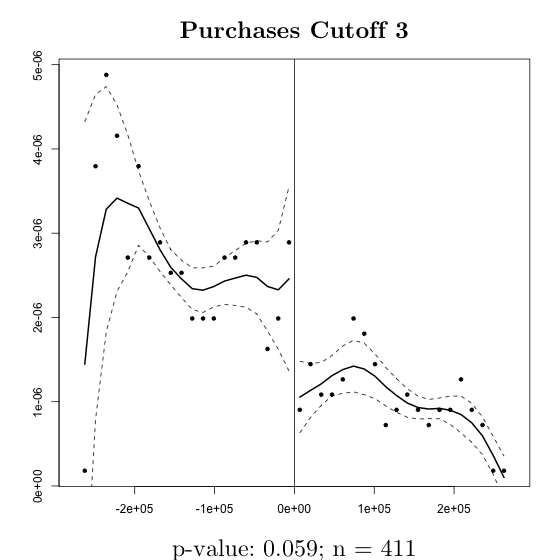 Purchases Cutoff 3
5e-06
4e-06
3e-06
2e-06
1e-06
0e+00
-2e+05 -1e+05 0e+00 1e+05 2e+05
p-value: 0.059; n = 411